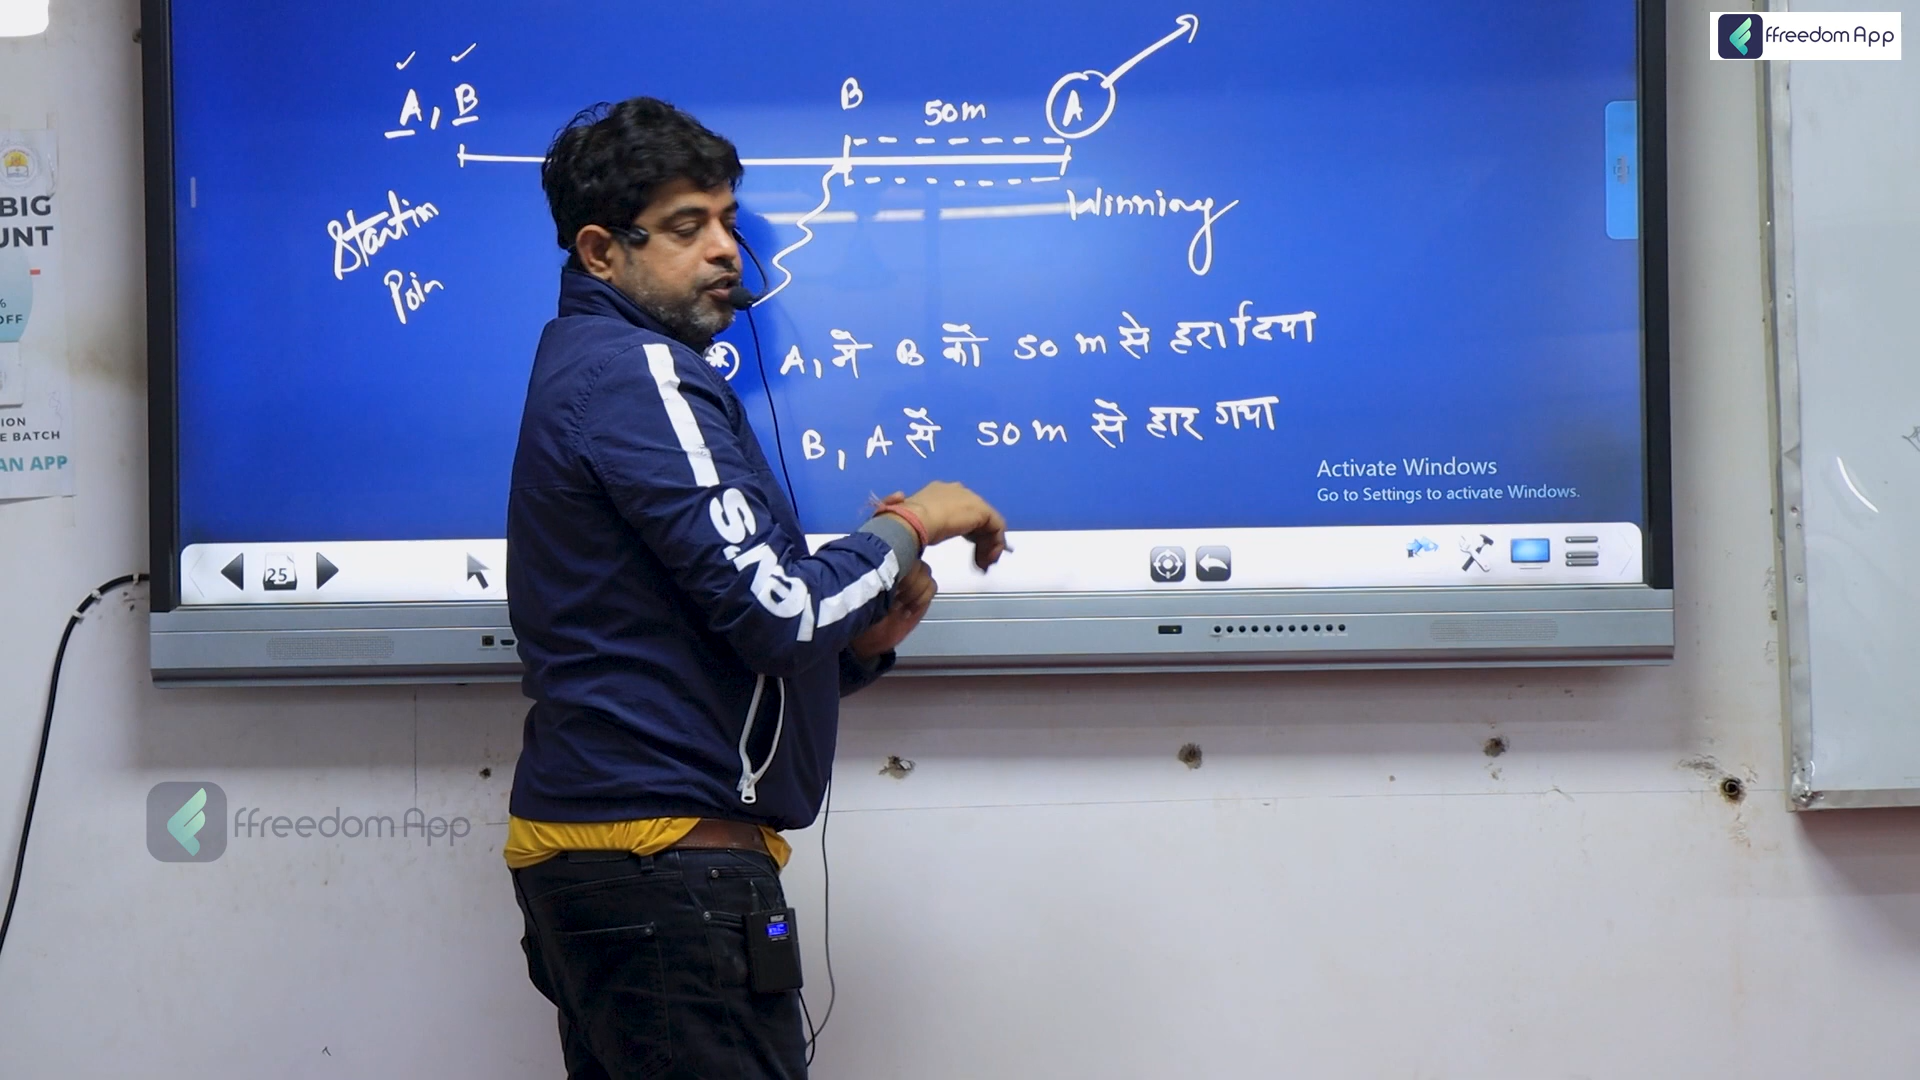 ffreedom App
A, B
B
50m
A
Startin
Poin
Winning
A, ने B को 50 m से हरा दिया
B, A से 50 m से हार गया
Activate Windows
Go to Settings to activate Windows.
25
BIG
UNT
%
OFF
ION
E BATCH
AN APP
ffreedom App